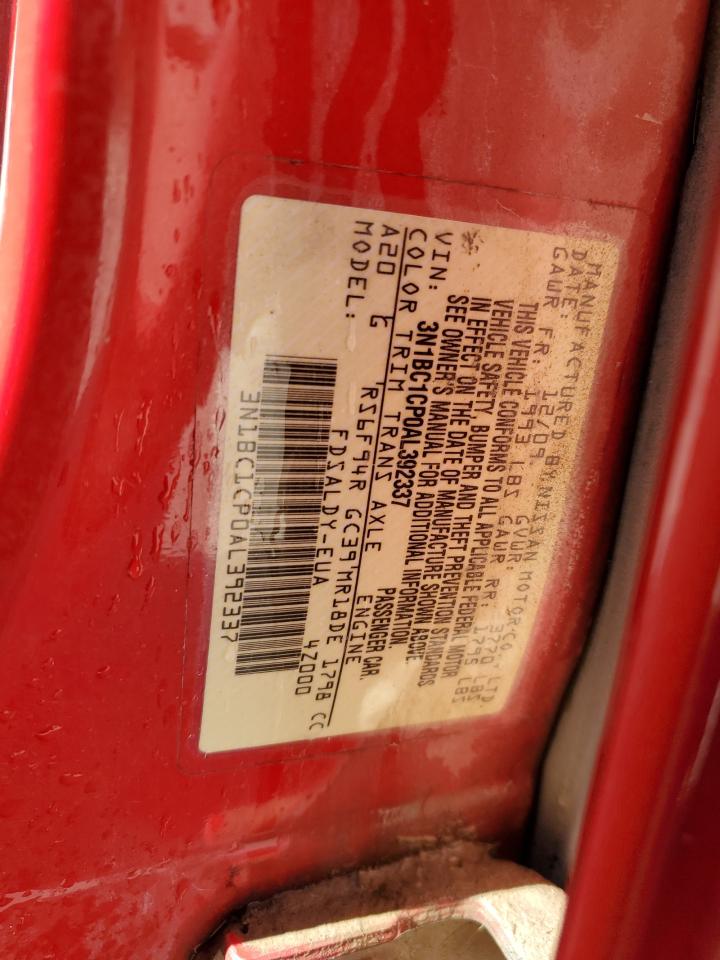 MANUFACTURED BY NISSAN MOTOR CO., LTD.
DATE: 12/09 GVWR: 3770 LBS
GAWR FR: 1993 LBS GAWR RR: 1795 LBS
THIS VEHICLE CONFORMS TO ALL APPLICABLE FEDERAL MOTOR
VEHICLE SAFETY, BUMPER AND THEFT PREVENTION STANDARDS
IN EFFECT ON THE DATE OF MANUFACTURE SHOWN ABOVE.
SEE OWNER'S MANUAL FOR ADDITIONAL INFORMATION.
VIN: 3N1BC1CP0AL392337 PASSENGER CAR
COLOR TRIM TRANS AXLE ENGINE
A20 G RS6F94R GC39 MR18DE 1798 CC
MODEL: FDSALDY-EUA 4Z000
3N1BC1CP0AL392337